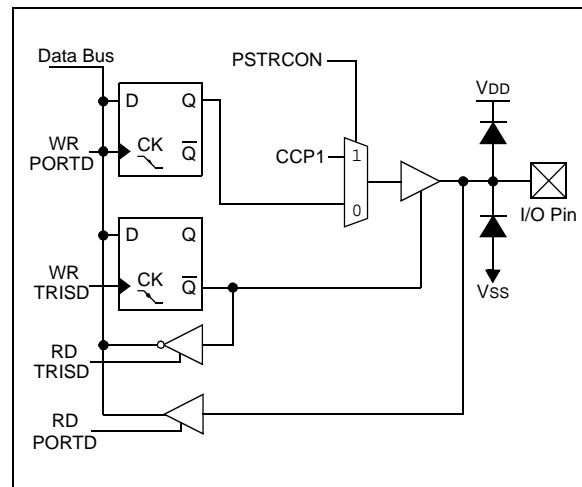 Data Bus
PSTRCON
VDD
D Q
WR
PORTD
CK
Q
CCP1
1
0
I/O Pin
D Q
WR
TRISD
CK
Q
VSS
RD
TRISD
RD
PORTD